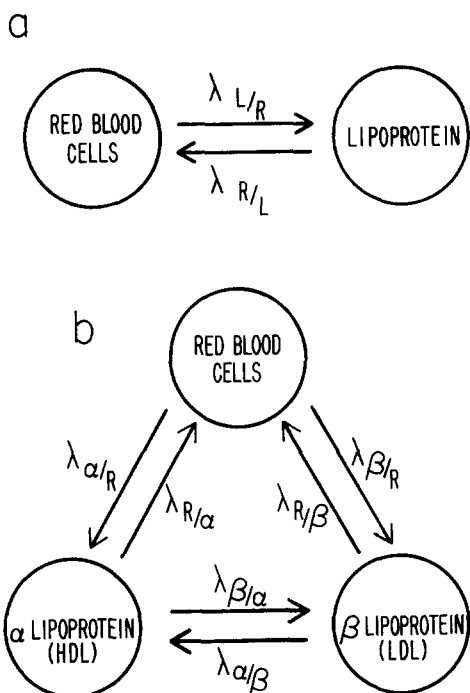 a
λ L/R
RED BLOOD
CELLS
LIPOPROTEIN
λ R/L
b
RED BLOOD
CELLS
λ α/R
λ R/α
λ R/β
λ β/R
α LIPOPROTEIN
(HDL)
λ β/α
λ α/β
β LIPOPROTEIN
(LDL)